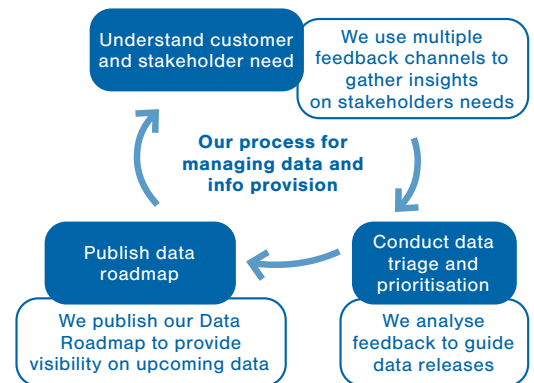 Understand customer
and stakeholder need
We use multiple
feedback channels to
gather insights
on stakeholders needs
Our process for
managing data and
info provision
Conduct data
triage and
prioritisation
We analyse
feedback to guide
data releases
Publish data
roadmap
We publish our Data
Roadmap to provide
visibility on upcoming data